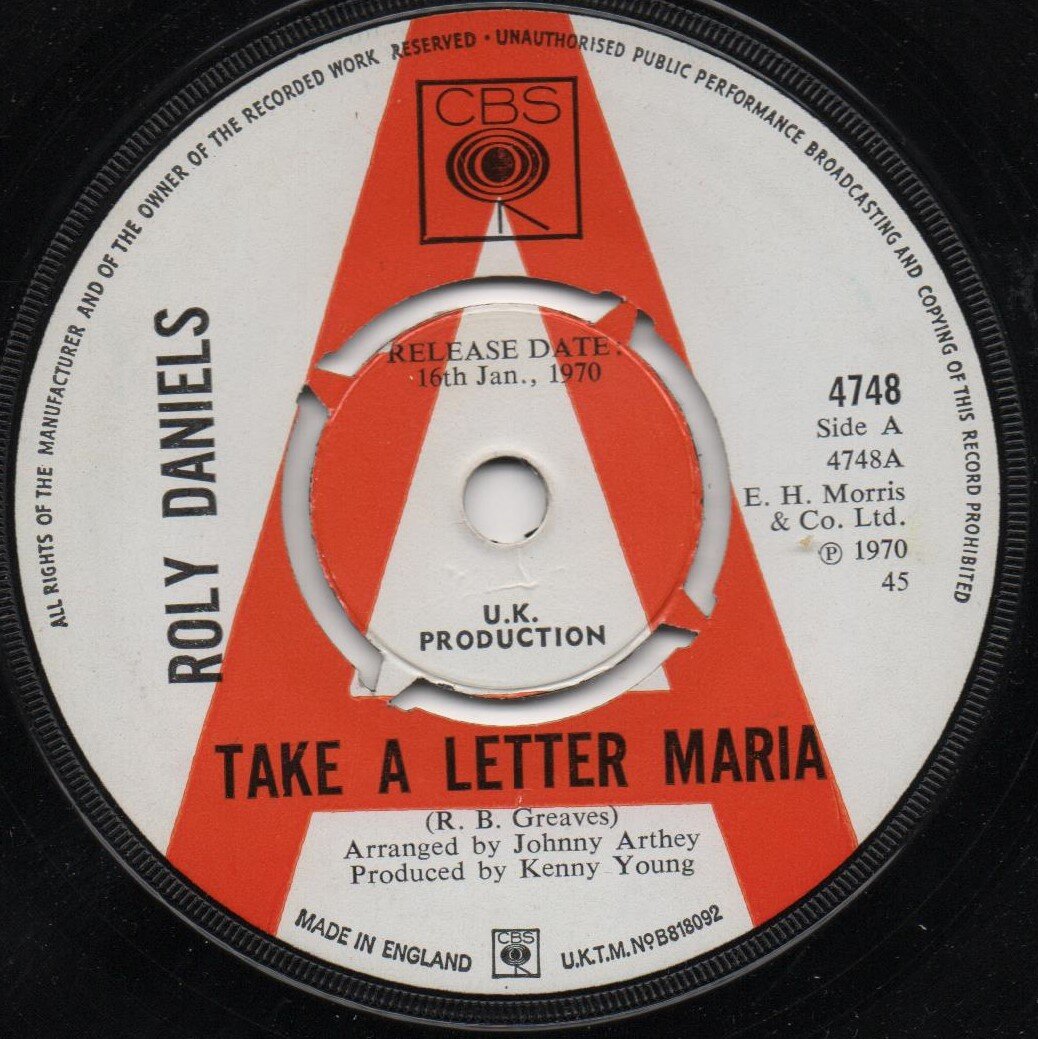 ALL RIGHTS OF THE MANUFACTURER AND OF THE OWNER OF THE RECORDED WORK RESERVED · UNAUTHORISED PUBLIC PERFORMANCE BROADCASTING AND COPYING OF THIS RECORD PROHIBITED
CBS
RELEASE DATE:
16th Jan., 1970
ROLY DANIELS
4748
Side A
4748A
E. H. Morris
& Co. Ltd.
Ⓟ 1970
45
U.K.
PRODUCTION
TAKE A LETTER MARIA
(R. B. Greaves)
Arranged by Johnny Arthey
Produced by Kenny Young
MADE IN ENGLAND
CBS
U.K.T.M. Nº B818092